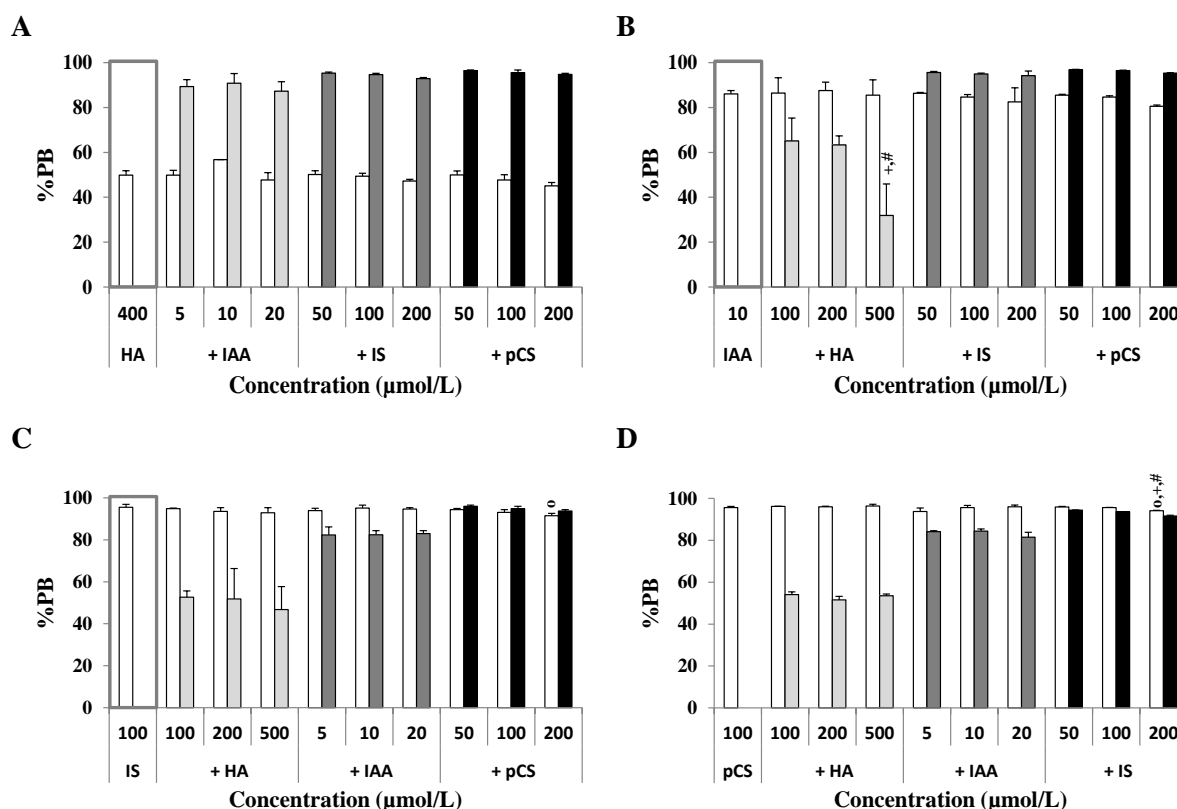 A
%PB
100
80
60
40
20
0
400 5 10 20 50 100 200 50 100 200
HA + IAA + IS + pCS
Concentration (µmol/L)
B
%PB
100
80
60
40
20
0
+,#
10 100 200 500 50 100 200 50 100 200
IAA + HA + IS + pCS
Concentration (µmol/L)
C
%PB
100
80
60
40
20
0
o
100 100 200 500 5 10 20 50 100 200
IS + HA + IAA + pCS
Concentration (µmol/L)
D
%PB
100
80
60
40
20
0
o,+,#
100 100 200 500 5 10 20 50 100 200
pCS + HA + IAA + IS
Concentration (µmol/L)